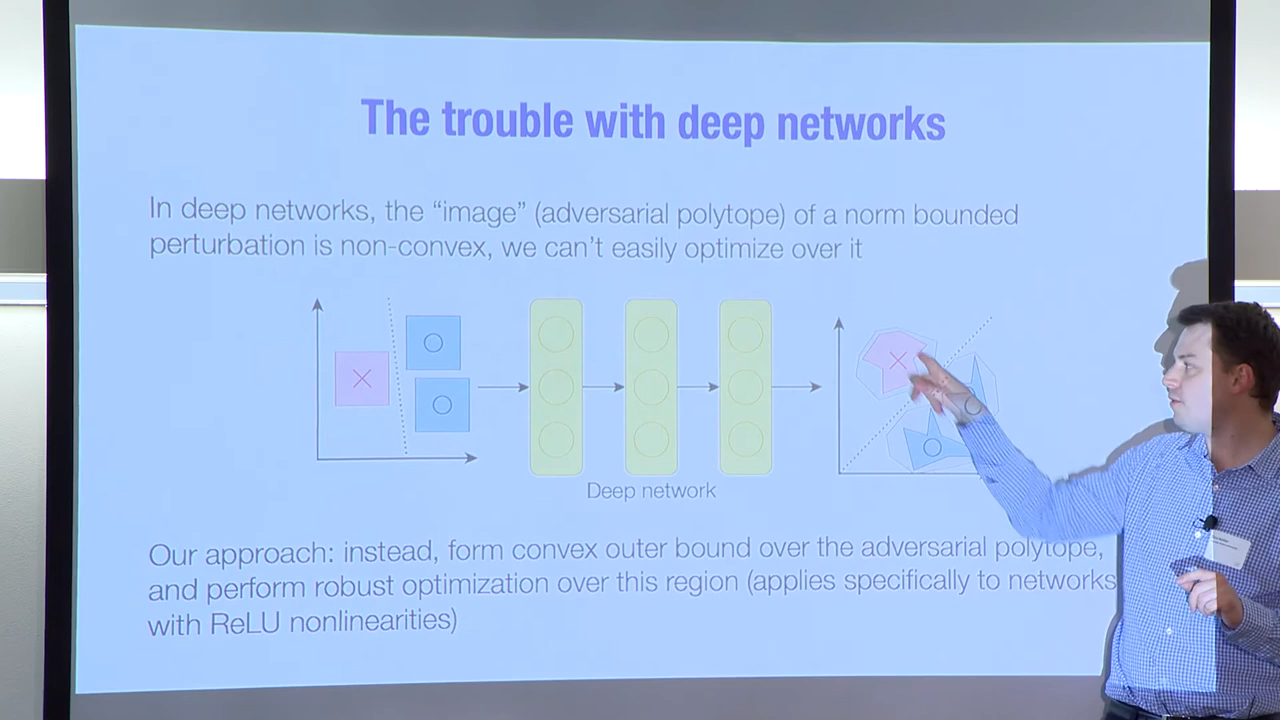 The trouble with deep networks
In deep networks, the “image” (adversarial polytope) of a norm bounded
perturbation is non-convex, we can’t easily optimize over it
Deep network
Our approach: instead, form convex outer bound over the adversarial polytope,
and perform robust optimization over this region (applies specifically to networks
with ReLU nonlinearities)